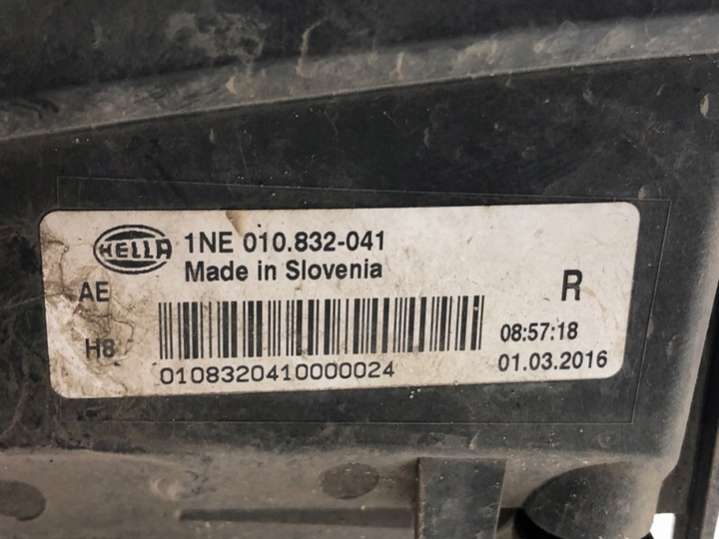 HELLA
1NE 010.832-041
Made in Slovenia
AE
R
H8
08:57:18
01.03.2016
0108320410000024